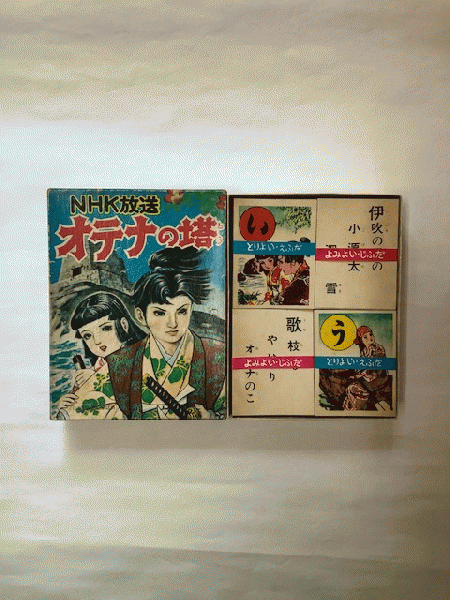 NHK放送
オテナの塔
い
とりよい・えふだ
伊吹のの
小源太
雪
よみよい・じふだ
歌枝
やり
オナのこ
よみよい・じふだ
う
とりよい・えふだ